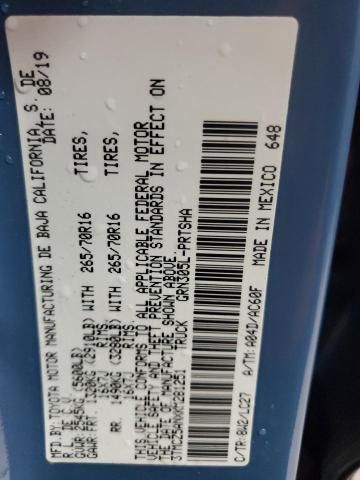 MFD.BY:TOYOTA MOTOR MANUFACTURING DE BAJA CALIFORNIA S. DE
R. L. DE C.V. DATE: 08/19
GVWR: 2545KG (5600LB)
GAWR:FRT. 1320KG (2910LB) WITH 265/70R16 TIRES,
16X7J RIMS.
RR. 1490KG (3280LB) WITH 265/70R16 TIRES,
16X7J RIMS.
THIS VEHICLE CONFORMS TO ALL APPLICABLE FEDERAL MOTOR
VEHICLE SAFETY AND THEFT PREVENTION STANDARDS IN EFFECT ON
THE DATE OF MANUFACTURE SHOWN ABOVE.
3TMCZ5ANXKM281251 GRN305L-PRTSHA
TRUCK
C/TR: 8W2/LC27 A/TM: A04D/AC60F
MADE IN MEXICO 648